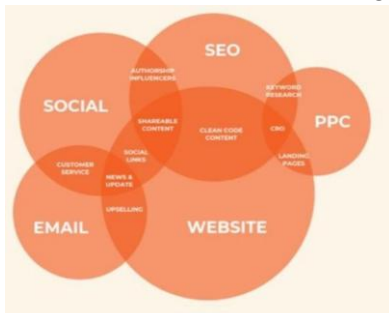 SEO
AUTHORSHIP
INFLUENCERS
SOCIAL
KEYWORD
RESEARCH
PPC
SHAREABLE
CONTENT
CLEAN CODE
CONTENT
CRO
SOCIAL
LINKS
LANDING
PAGES
CUSTOMER
SERVICE
NEWS &
UPDATE
UPSELLING
EMAIL
WEBSITE